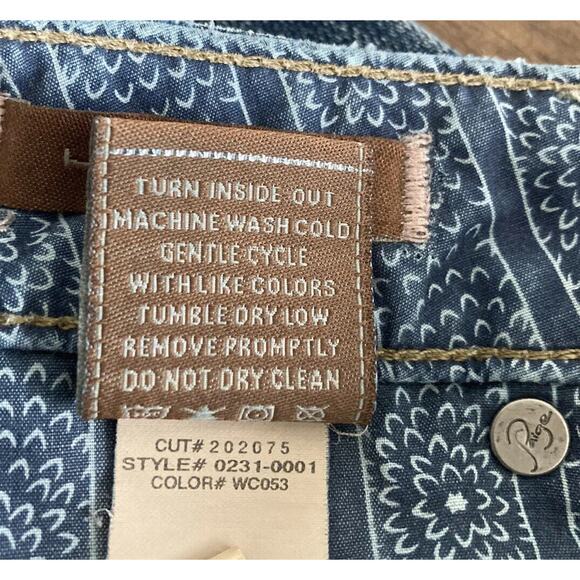 TURN INSIDE OUT
MACHINE WASH COLD
GENTLE CYCLE
WITH LIKE COLORS
TUMBLE DRY LOW
REMOVE PROMPTLY
DO NOT DRY CLEAN
CUT# 202075
STYLE# 0231-0001
COLOR# WC053
Paige